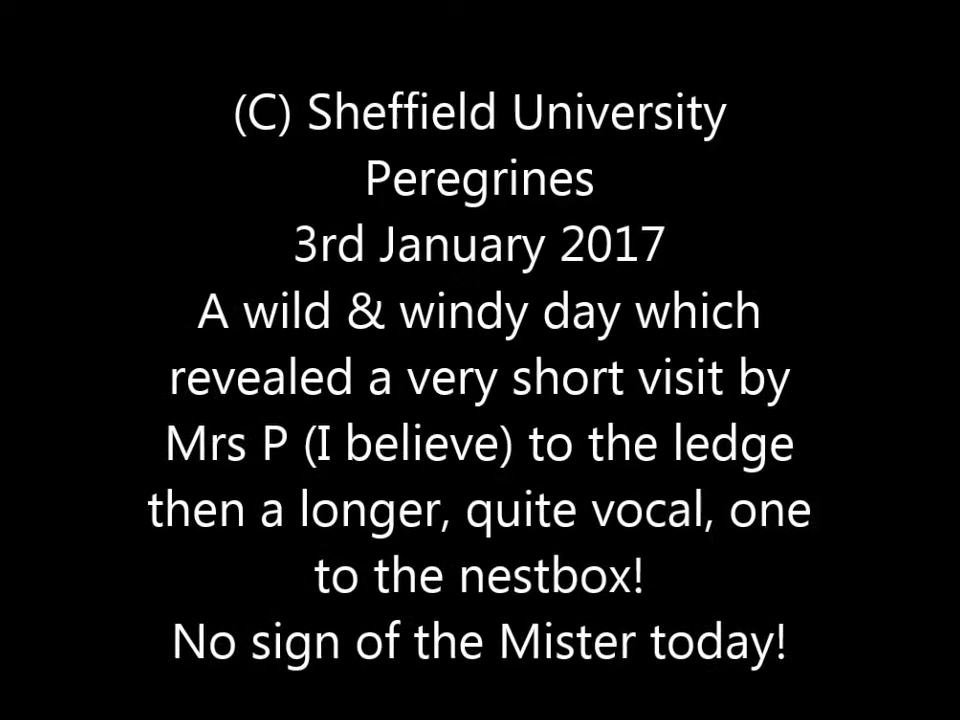 (C) Sheffield University
Peregrines
3rd January 2017
A wild & windy day which
revealed a very short visit by
Mrs P (I believe) to the ledge
then a longer, quite vocal, one
to the nestbox!
No sign of the Mister today!